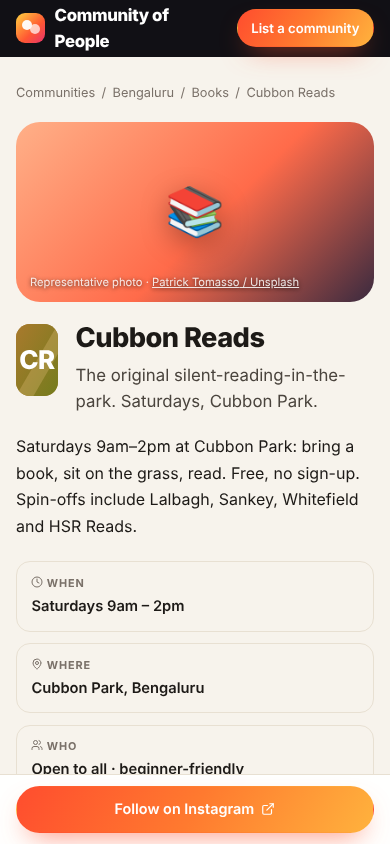 Community of
People
List a community
Communities / Bengaluru / Books / Cubbon Reads
Representative photo · Patrick Tomasso / Unsplash
CR
Cubbon Reads
The original silent-reading-in-the-
park. Saturdays, Cubbon Park.
Saturdays 9am–2pm at Cubbon Park: bring a
book, sit on the grass, read. Free, no sign-up.
Spin-offs include Lalbagh, Sankey, Whitefield
and HSR Reads.
WHEN
Saturdays 9am – 2pm
WHERE
Cubbon Park, Bengaluru
WHO
Open to all · beginner-friendly
Follow on Instagram